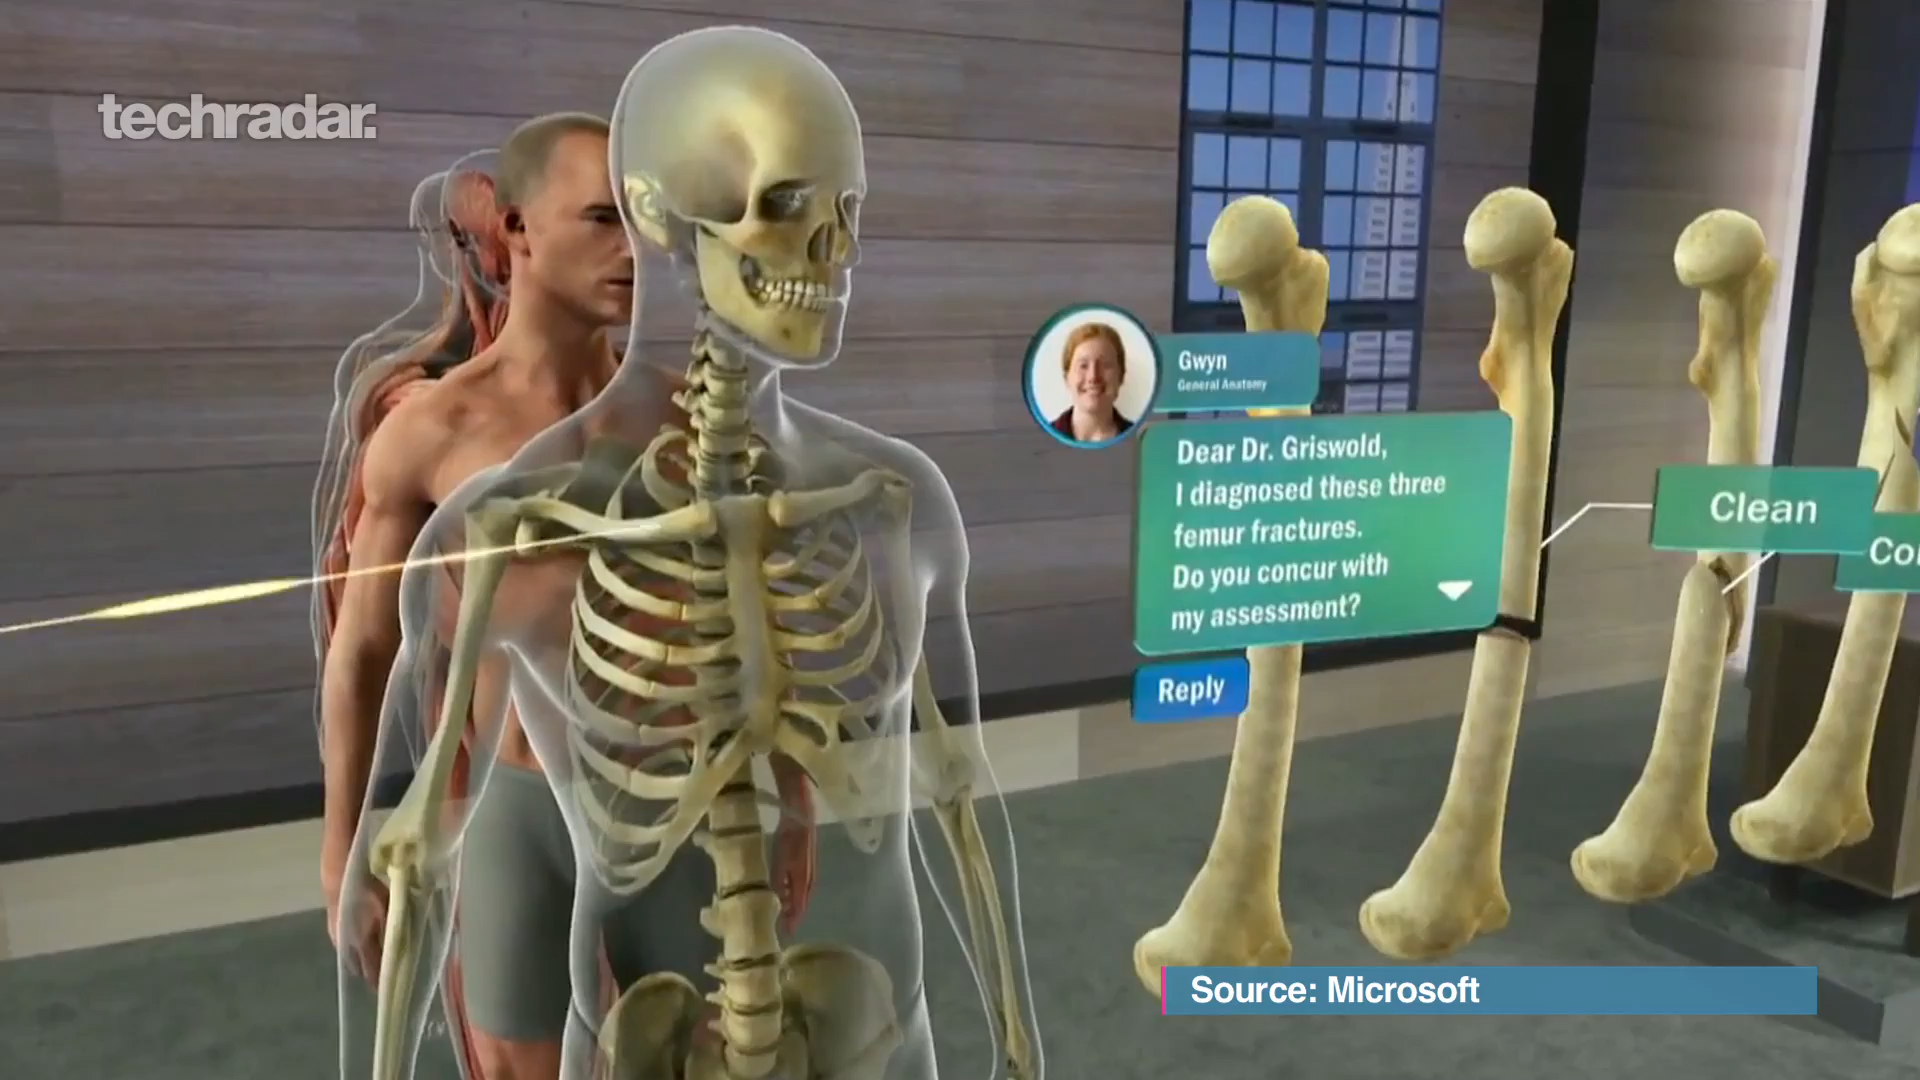 techradar.
Gwyn
General Anatomy
Dear Dr. Griswold,
I diagnosed these three
femur fractures.
Do you concur with
my assessment?
Reply
Clean
Source: Microsoft